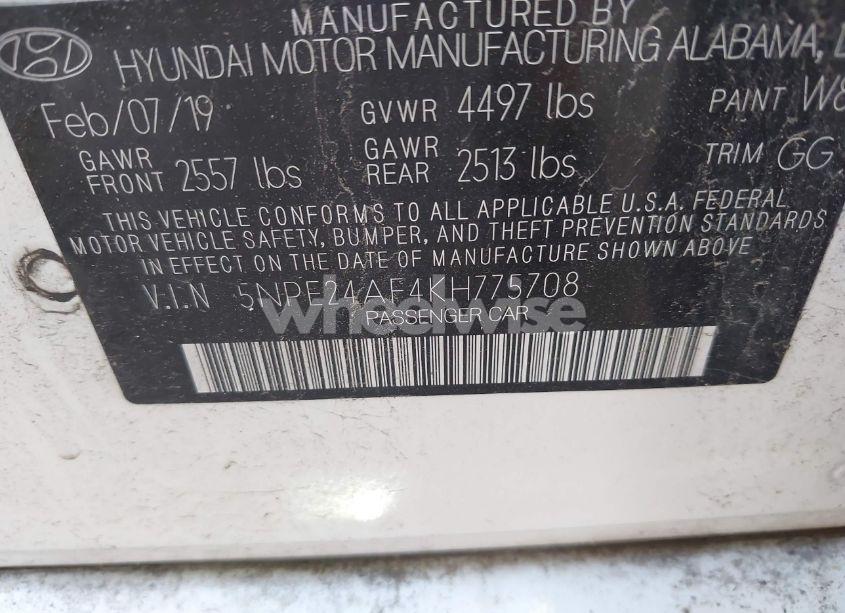 MANUFACTURED BY
HYUNDAI MOTOR MANUFACTURING ALABAMA,
Feb/07/19 GVWR 4497 lbs PAINT W8
GAWR FRONT 2557 lbs GAWR REAR 2513 lbs TRIM GG
THIS VEHICLE CONFORMS TO ALL APPLICABLE U.S.A. FEDERAL
MOTOR VEHICLE SAFETY, BUMPER, AND THEFT PREVENTION STANDARDS
IN EFFECT ON THE DATE OF MANUFACTURE SHOWN ABOVE
V.I.N 5NPE24AF4KH775708
wheelwise
PASSENGER CAR